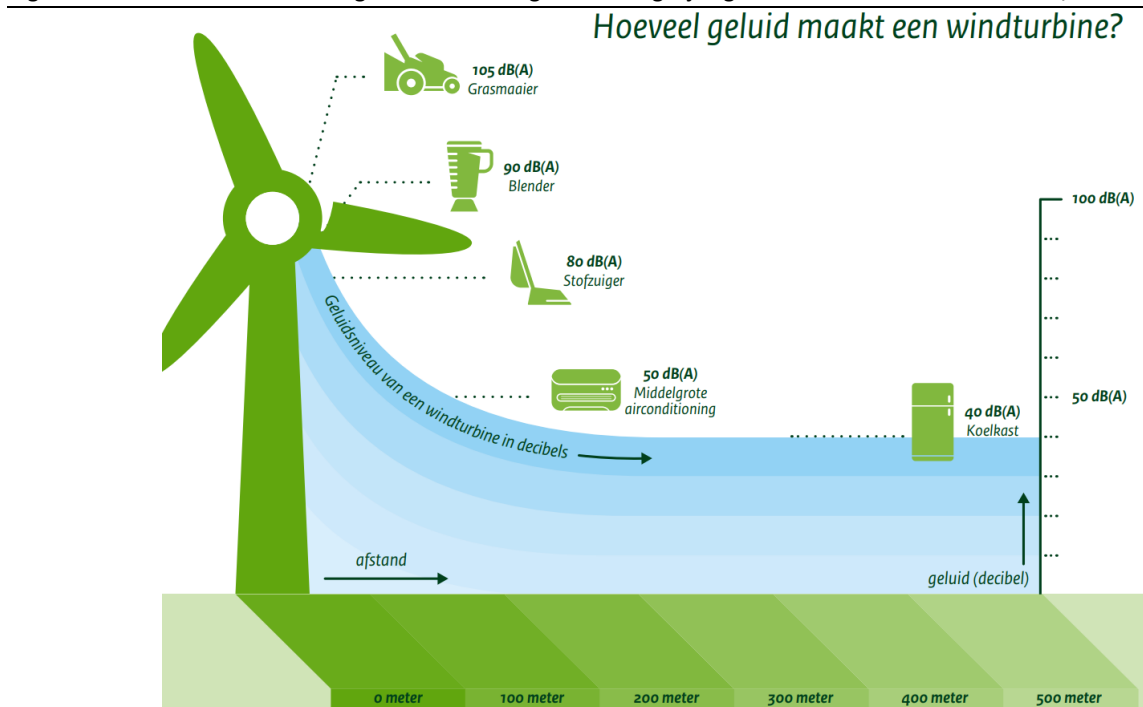 Hoeveel geluid maakt een windturbine?
105 dB(A)
Grasmaaier
90 dB(A)
Blender
100 dB(A)
80 dB(A)
Stofzuiger
Geluidsniveau van een windturbine in decibels
50 dB(A)
Middelgrote
airconditioning
50 dB(A)
40 dB(A)
Koelkast
afstand
geluid (decibel)
0 meter
100 meter
200 meter
300 meter
400 meter
500 meter